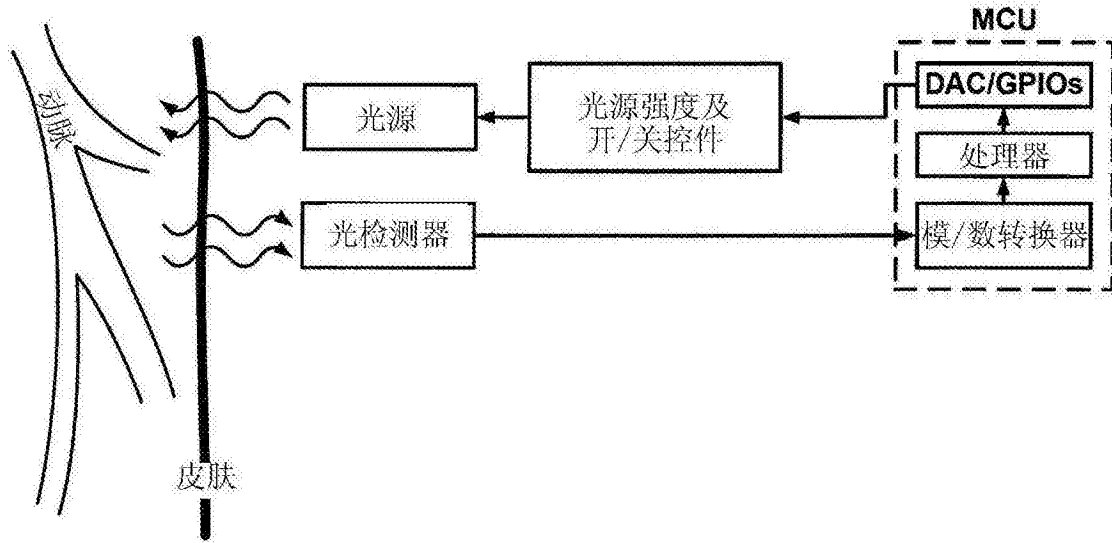 MCU
动脉
光源
光源强度及
开/关控件
DAC/GPIOs
处理器
光检测器
模/数转换器
皮肤